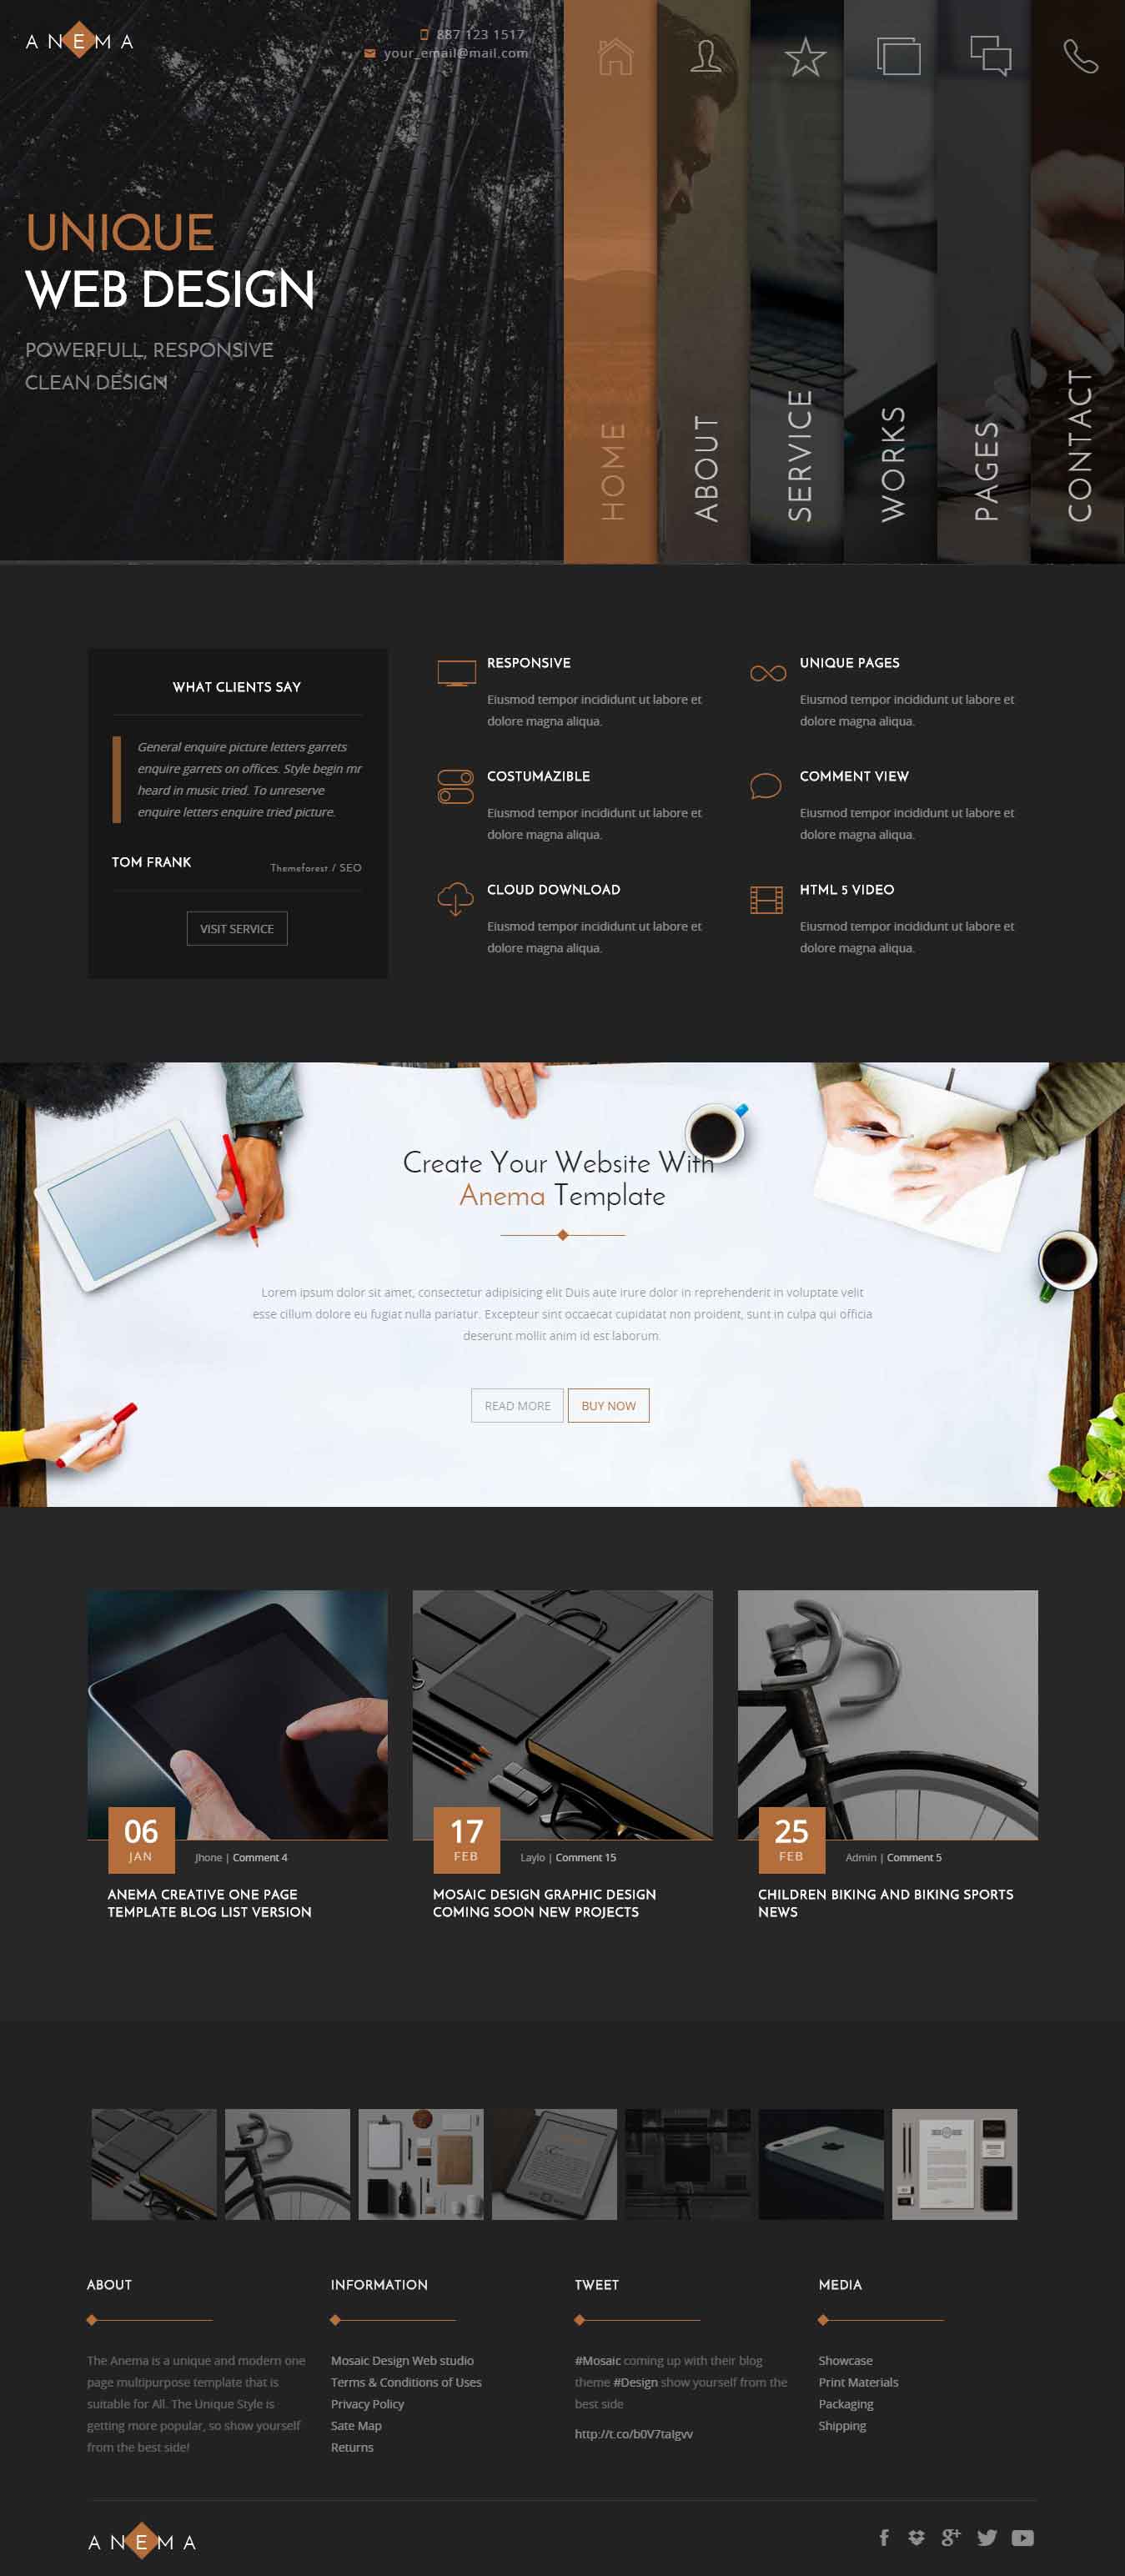 ANEMA
887 123 1517
your_email@mail.com
UNIQUE
WEB DESIGN
POWERFULL, RESPONSIVE
CLEAN DESIGN
HOME
ABOUT
SERVICE
WORKS
PAGES
CONTACT
WHAT CLIENTS SAY
General enquire picture letters garrets
enquire garrets on offices. Style begin mr
heard in music tried. To unreserve
enquire letters enquire tried picture.
TOM FRANK
Themeforest / SEO
VISIT SERVICE
RESPONSIVE
Eiusmod tempor incididunt ut labore et
dolore magna aliqua.
UNIQUE PAGES
Eiusmod tempor incididunt ut labore et
dolore magna aliqua.
COSTUMAZIBLE
Eiusmod tempor incididunt ut labore et
dolore magna aliqua.
COMMENT VIEW
Eiusmod tempor incididunt ut labore et
dolore magna aliqua.
CLOUD DOWNLOAD
Eiusmod tempor incididunt ut labore et
dolore magna aliqua.
HTML 5 VIDEO
Eiusmod tempor incididunt ut labore et
dolore magna aliqua.
Create Your Website With
Anema Template
Lorem ipsum dolor sit amet, consectetur adipisicing elit Duis aute irure dolor in reprehenderit in voluptate velit
esse cillum dolore eu fugiat nulla pariatur. Excepteur sint occaecat cupidatat non proident, sunt in culpa qui officia
deserunt mollit anim id est laborum.
READ MORE
BUY NOW
06
JAN
Jhone | Comment 4
ANEMA CREATIVE ONE PAGE
TEMPLATE BLOG LIST VERSION
17
FEB
Laylo | Comment 15
MOSAIC DESIGN GRAPHIC DESIGN
COMING SOON NEW PROJECTS
25
FEB
Admin | Comment 5
CHILDREN BIKING AND BIKING SPORTS
NEWS
ABOUT
The Anema is a unique and modern one
page multipurpose template that is
suitable for All. The Unique Style is
getting more popular, so show yourself
from the best side!
INFORMATION
Mosaic Design Web studio
Terms & Conditions of Uses
Privacy Policy
Sate Map
Returns
TWEET
#Mosaic coming up with their blog
theme #Design show yourself from the
best side
http://t.co/b0V7taIgvv
MEDIA
Showcase
Print Materials
Packaging
Shipping
ANEMA